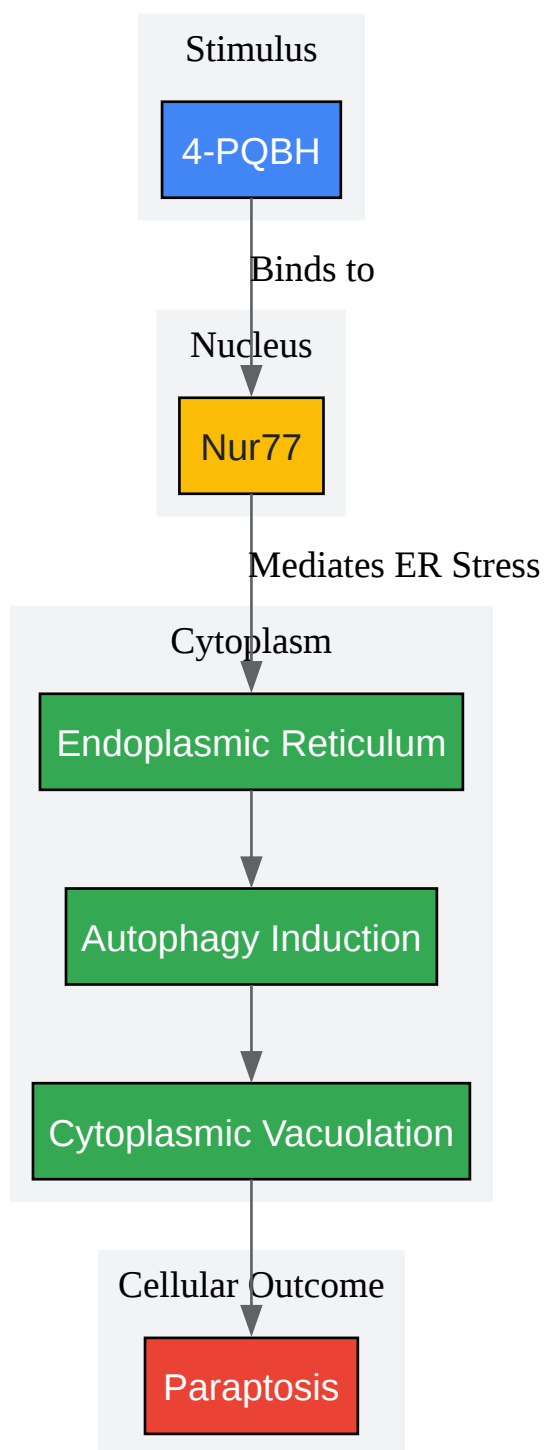 Stimulus
4-PQBH
Binds to
Nucleus
Nur77
Mediates ER Stress
Cytoplasm
Endoplasmic Reticulum
Autophagy Induction
Cytoplasmic Vacuolation
Cellular Outcome
Paraptosis